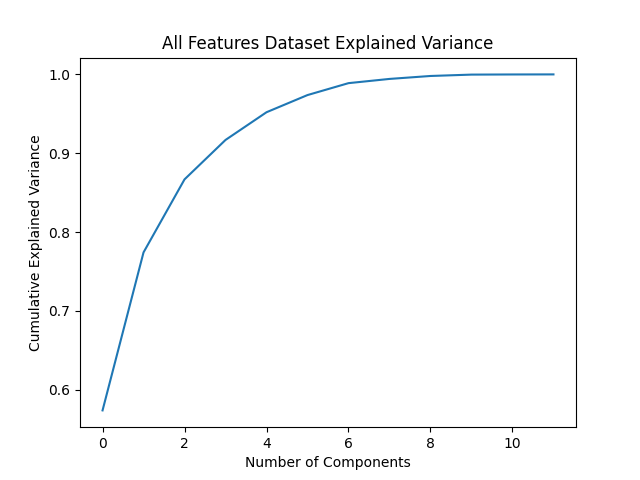 All Features Dataset Explained Variance
1.0
0.9
0.8
0.7
0.6
Cumulative Explained Variance
0 2 4 6 8 10
Number of Components